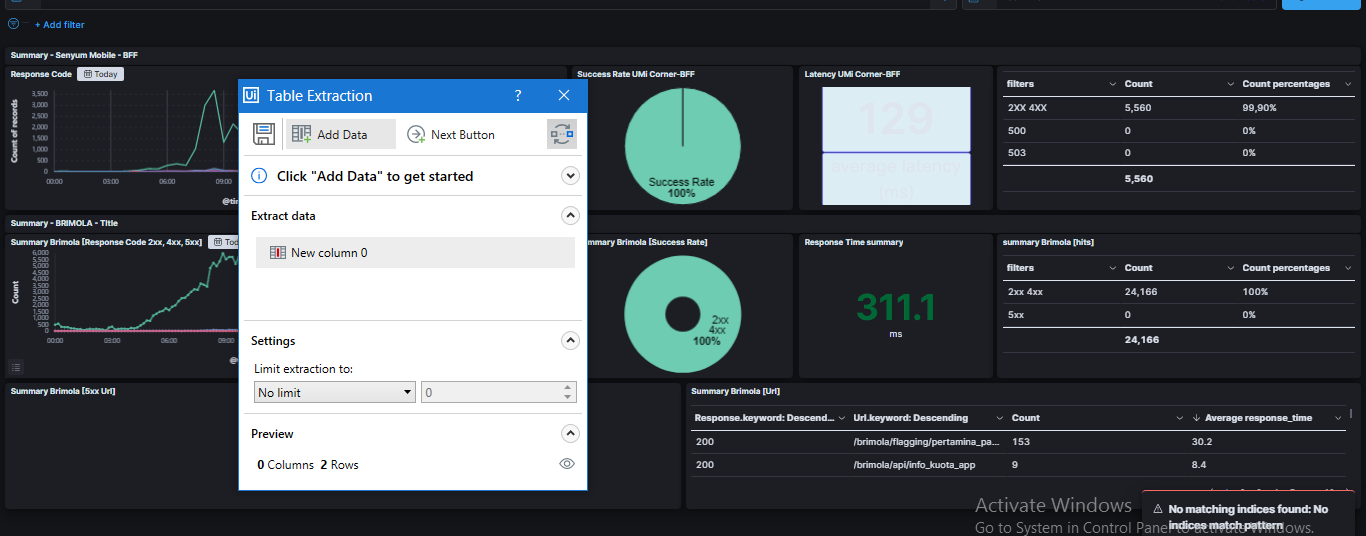 + Add filter
Summary - Senyum Mobile - BFF
Response Code
Today
Count of records
3,500
3,000
2,500
2,000
1,500
1,000
500
0
00:00
03:00
06:00
09:00
Success Rate UMi Corner-BFF
Success Rate
100%
Latency UMi Corner-BFF
129
average latency
(ms)
filters Count Count percentages
2XX 4XX 5,560 99,90%
500 0 0%
503 0 0%
5,560
Ui Table Extraction ?
Add Data Next Button
Click "Add Data" to get started
Extract data
New column 0
Settings
Limit extraction to:
No limit 0
Preview
0 Columns 2 Rows
Summary - BRIMOLA - Title
Summary Brimola [Response Code 2xx, 4xx, 5xx]
Count
6,000
5,500
5,000
4,500
4,000
3,500
3,000
2,500
2,000
1,500
1,000
500
0
00:00
03:00
06:00
09:00
mmary Brimola [Success Rate]
2xx
4xx
100%
Response Time summary
311.1
ms
summary Brimola [hits]
filters Count Count percentages
2xx 4xx 24,166 100%
5xx 0 0%
24,166
Summary Brimola [5xx Url]
Summary Brimola [Url]
Response.keyword: Descend... Url.keyword: Descending Count Average response_time
200 /brimola/flagging/pertamina_pa... 153 30.2
200 /brimola/api/info_kuota_app 9 8.4
No matching indices found: No
indices match pattern
Activate Windows
Go to System in Control Panel to activate Windows.